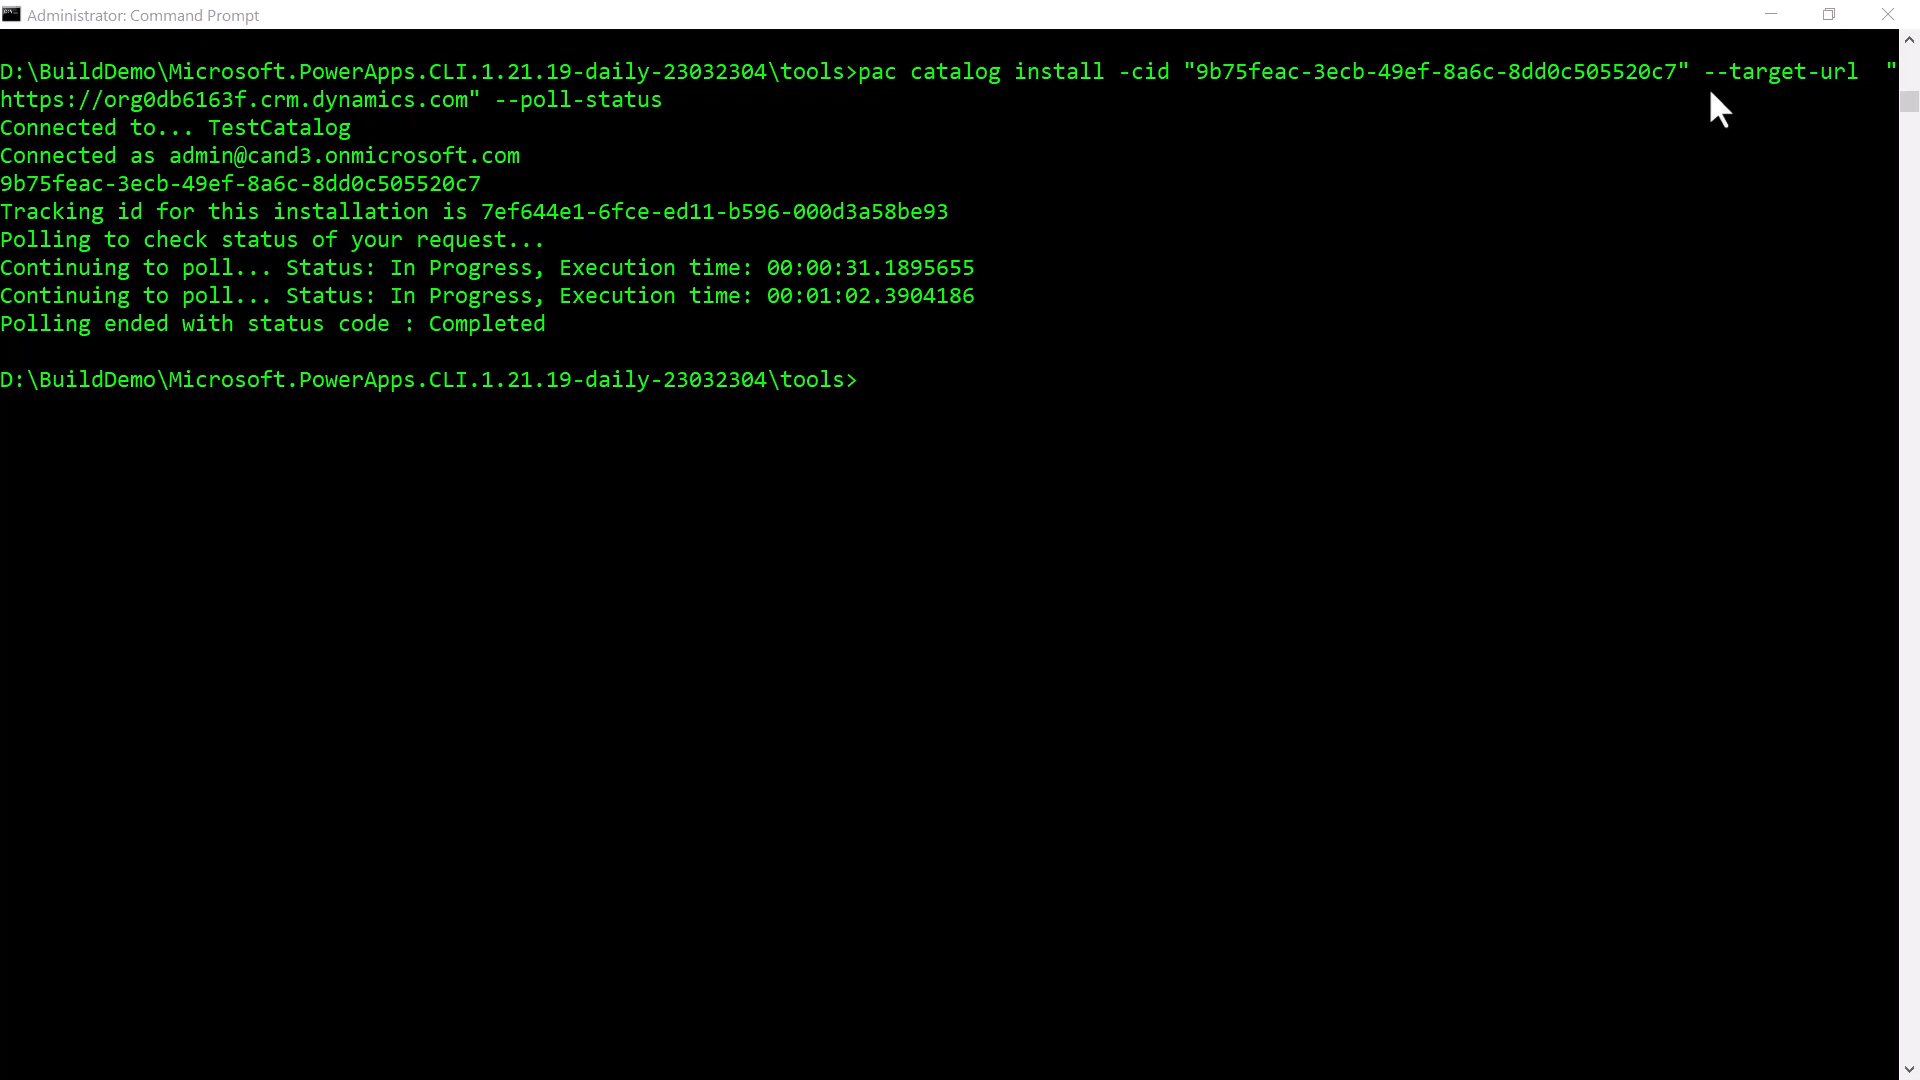 Administrator: Command Prompt
D:\BuildDemo\Microsoft.PowerApps.CLI.1.21.19-daily-23032304\tools>pac catalog install -cid "9b75feac-3ecb-49ef-8a6c-8dd0c505520c7" --target-url  "
https://org0db6163f.crm.dynamics.com" --poll-status
Connected to... TestCatalog
Connected as admin@cand3.onmicrosoft.com
9b75feac-3ecb-49ef-8a6c-8dd0c505520c7
Tracking id for this installation is 7ef644e1-6fce-ed11-b596-000d3a58be93
Polling to check status of your request...
Continuing to poll... Status: In Progress, Execution time: 00:00:31.1895655
Continuing to poll... Status: In Progress, Execution time: 00:01:02.3904186
Polling ended with status code : Completed
D:\BuildDemo\Microsoft.PowerApps.CLI.1.21.19-daily-23032304\tools>